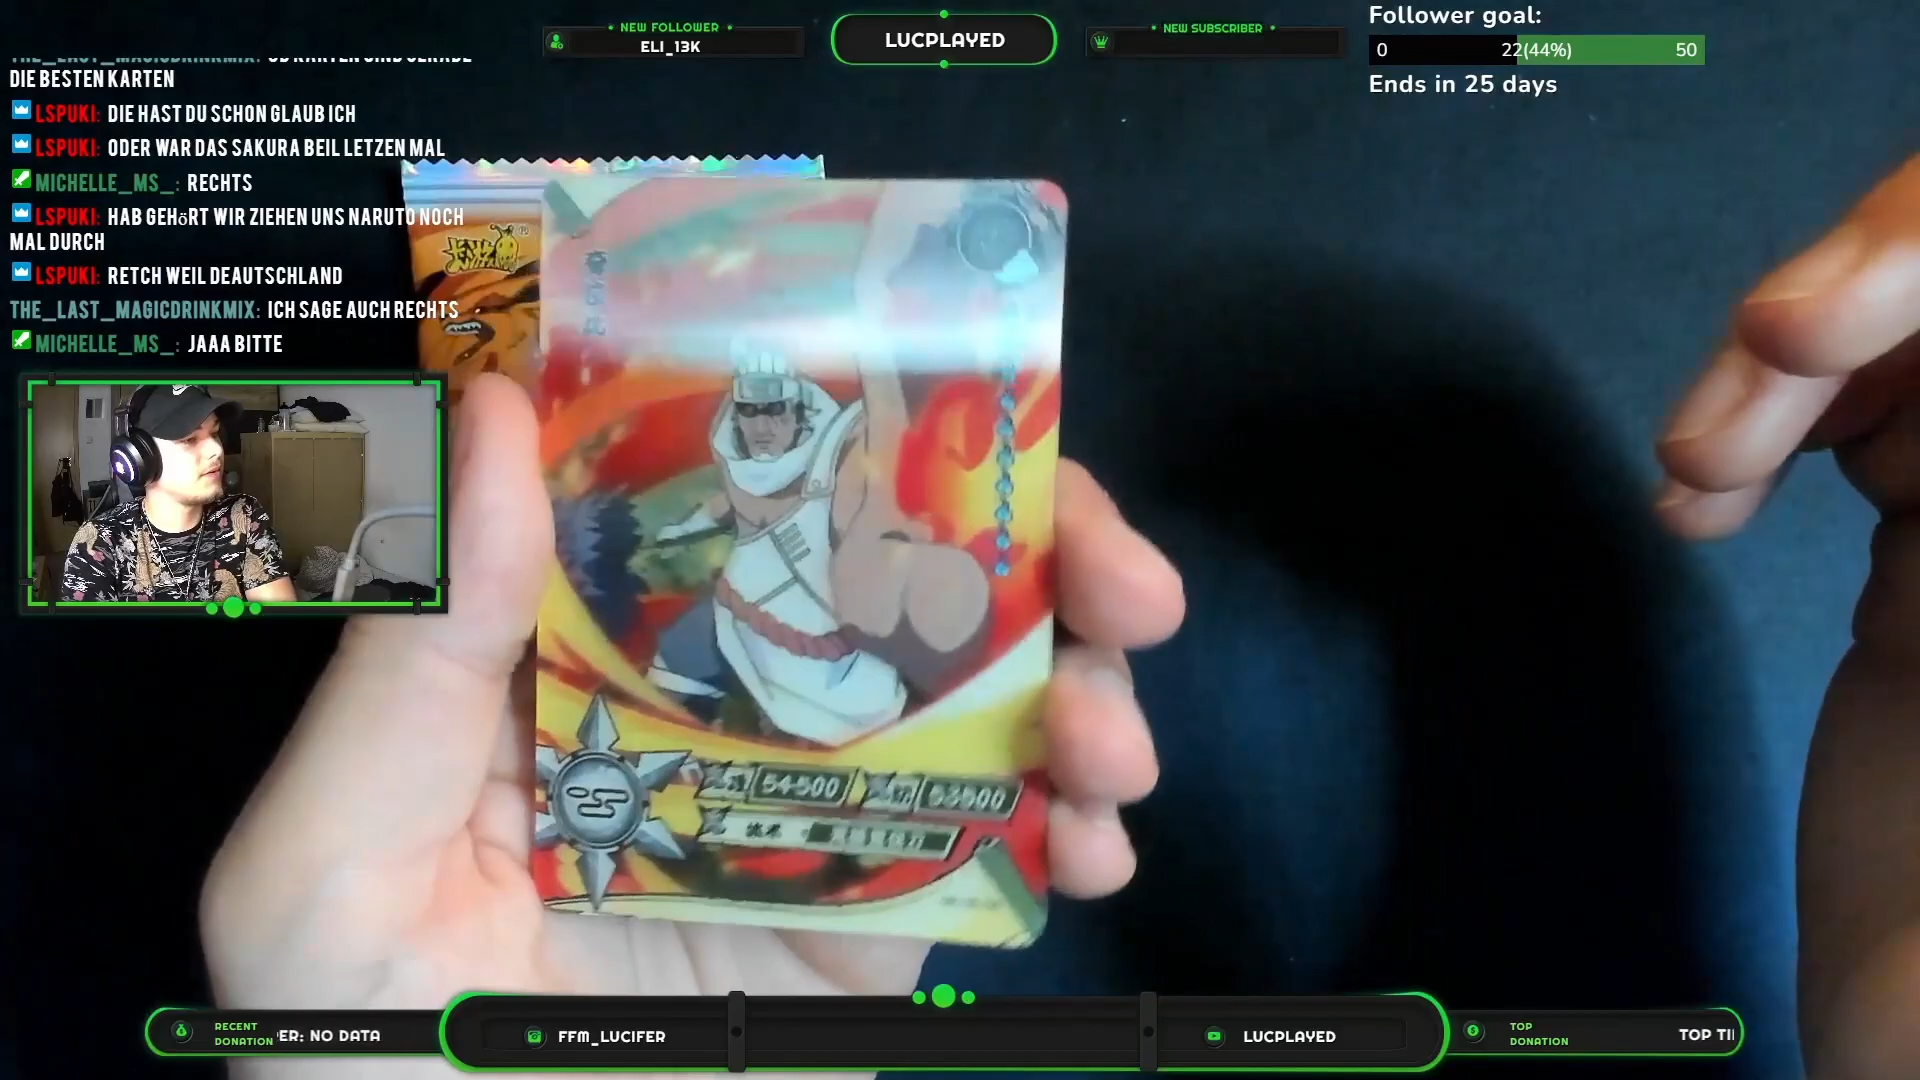 NEW FOLLOWER
ELI_13K
LUCPLAYED
NEW SUBSCRIBER
Follower goal:
0 22(44%) 50
Ends in 25 days
DIE BESTEN KARTEN
LSPUKI: DIE HAST DU SCHON GLAUB ICH
LSPUKI: ODER WAR DAS SAKURA BEIL LETZEN MAL
MICHELLE_MS_: RECHTS
LSPUKI: HAB GEHöRT WIR ZIEHEN UNS NARUTO NOCH
MAL DURCH
LSPUKI: RETCH WEIL DEAUTSCHLAND
THE_LAST_MAGICDRINKMIX: ICH SAGE AUCH RECHTS
MICHELLE_MS_: JAAA BITTE
54500
53500
RECENT
DONATION
ER: NO DATA
FFM_LUCIFER
LUCPLAYED
TOP
DONATION
TOP TI